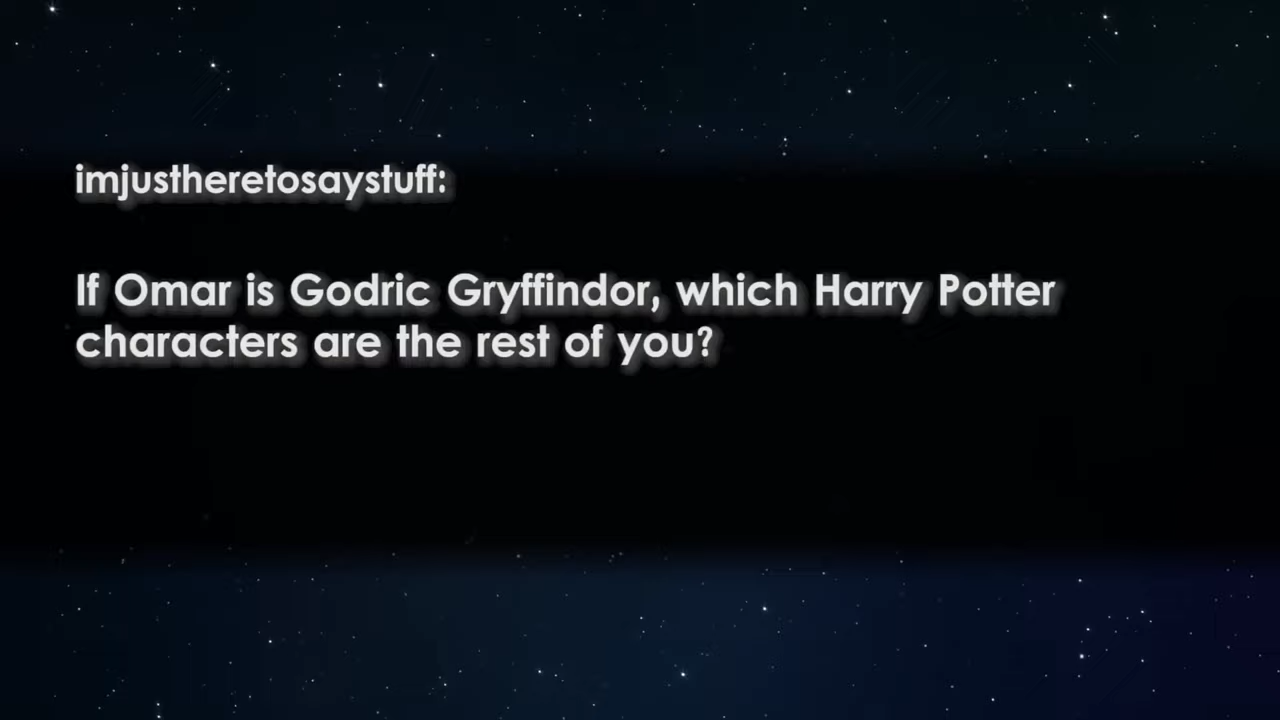 imjustheretosaystuff:
If Omar is Godric Gryffindor, which Harry Potter
characters are the rest of you?